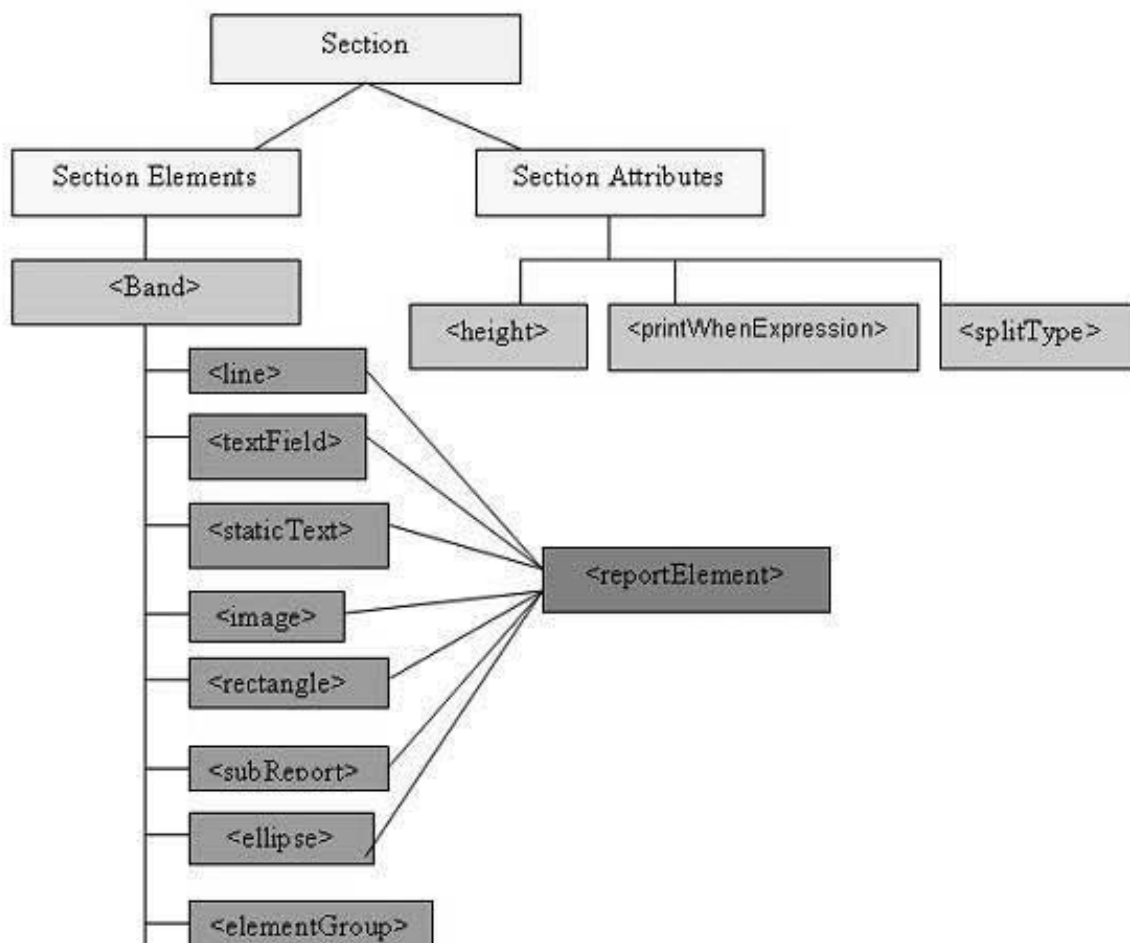 Section
Section Elements
Section Attributes
<Band>
<height>
<printWhenExpression>
<splitType>
<line>
<textField>
<staticText>
<reportElement>
<image>
<rectangle>
<subReport>
<ellipse>
<elementGroup>